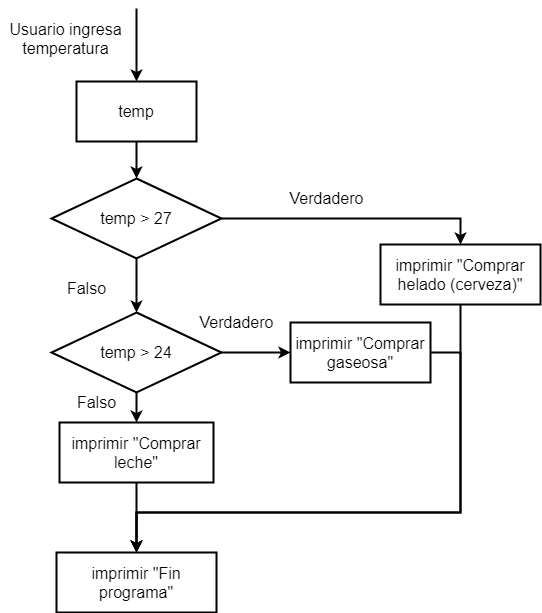 Usuario ingresa
temperatura
temp
temp > 27
Verdadero
imprimir "Comprar
helado (cerveza)"
Falso
temp > 24
Verdadero
imprimir "Comprar
gaseosa"
Falso
imprimir "Comprar
leche"
imprimir "Fin
programa"